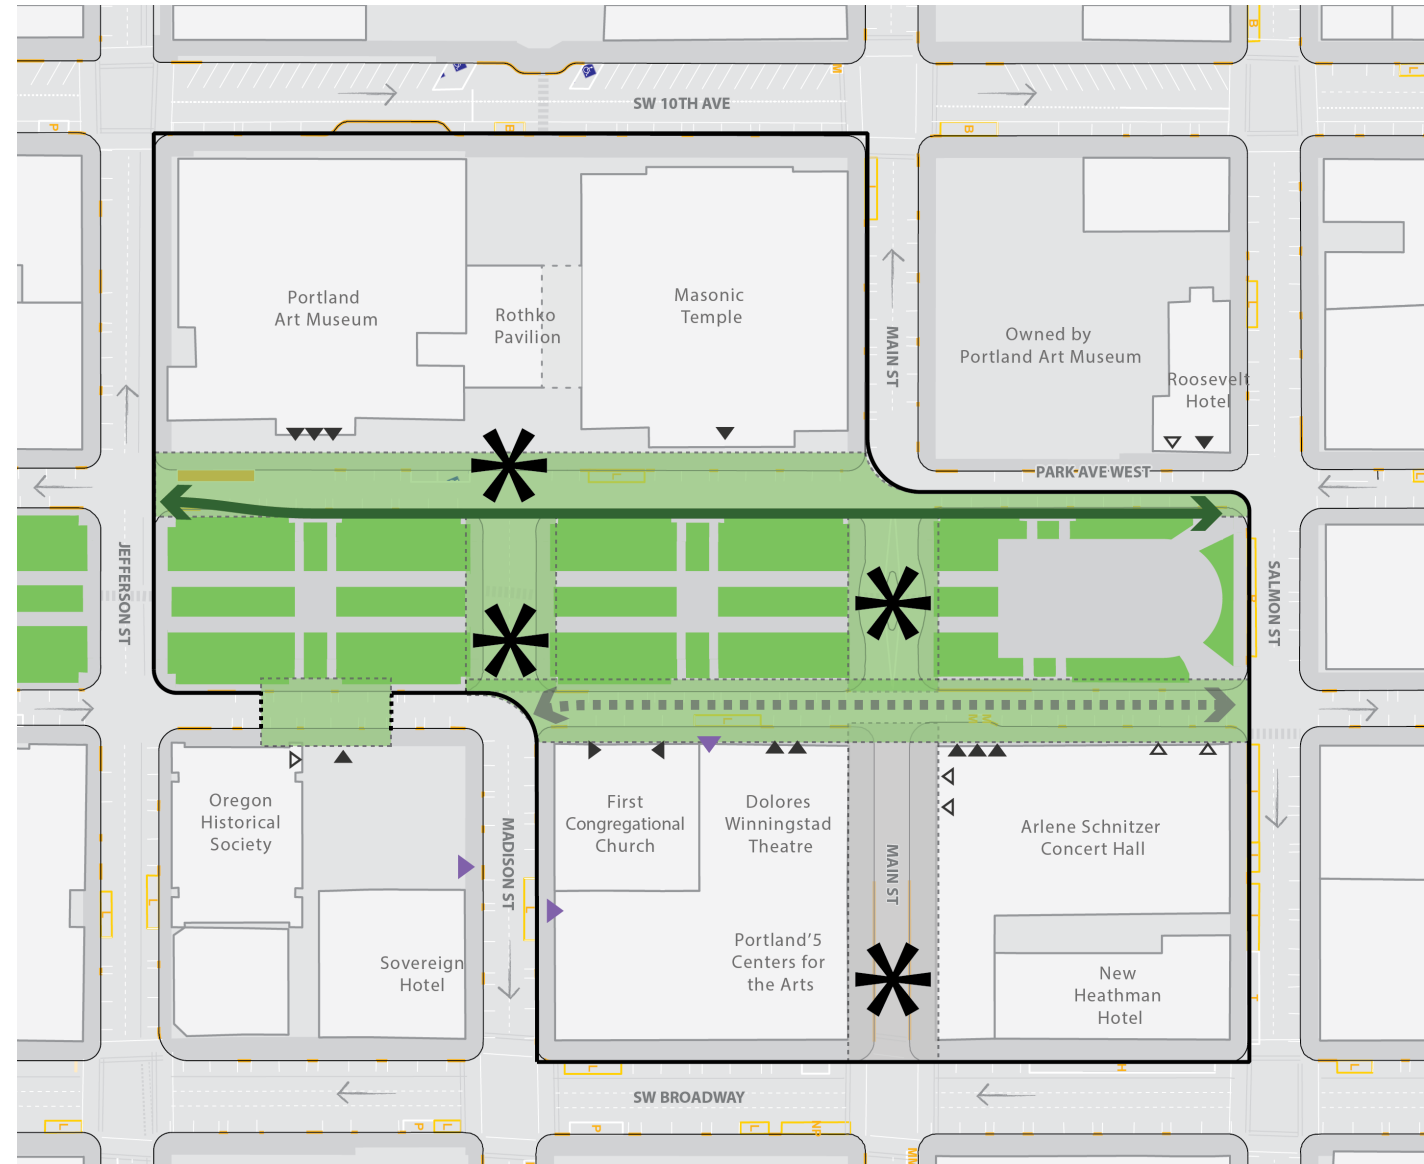 B
L
M
SW 10TH AVE
P
B
B
Portland
Art Museum
Rothko
Pavilion
Masonic
Temple
MAIN ST
Owned by
Portland Art Museum
Roosevelt
Hotel
PARK AVE WEST
L
JEFFERSON ST
SALMON ST
L
M
M
Oregon
Historical
Society
First
Congregational
Church
Dolores
Winningstad
Theatre
Arlene Schnitzer
Concert Hall
MADISON ST
MAIN ST
L
L
L
Portland’5
Centers for
the Arts
Sovereign
Hotel
New
Heathman
Hotel
L
H
L
SW BROADWAY
L
P
L
P
L
NP